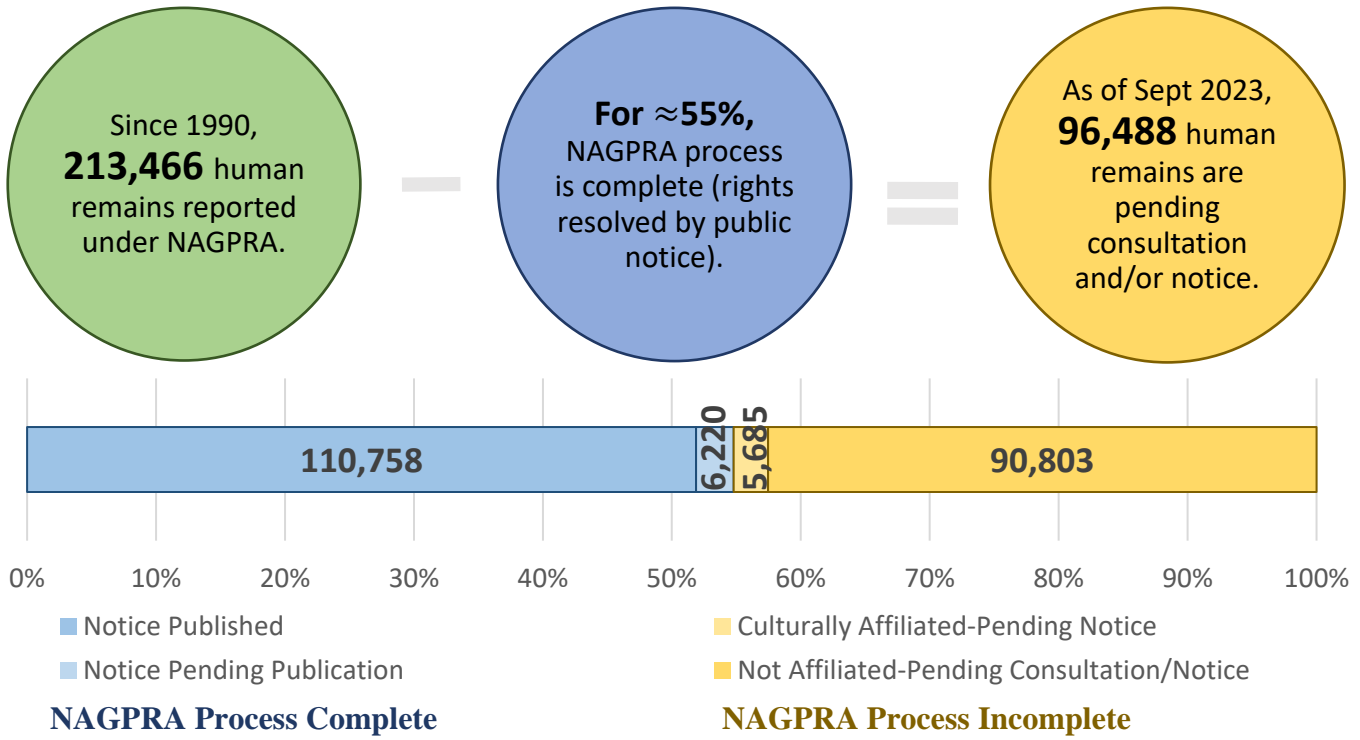 Since 1990,
213,466 human
remains reported
under NAGPRA.
For ≈55%,
NAGPRA process
is complete (rights
resolved by public
notice).
As of Sept 2023,
96,488 human
remains are
pending
consultation
and/or notice.
110,758
6,220
5,685
90,803
0% 10% 20% 30% 40% 50% 60% 70% 80% 90% 100%
Notice Published
Notice Pending Publication
NAGPRA Process Complete
Culturally Affiliated-Pending Notice
Not Affiliated-Pending Consultation/Notice
NAGPRA Process Incomplete